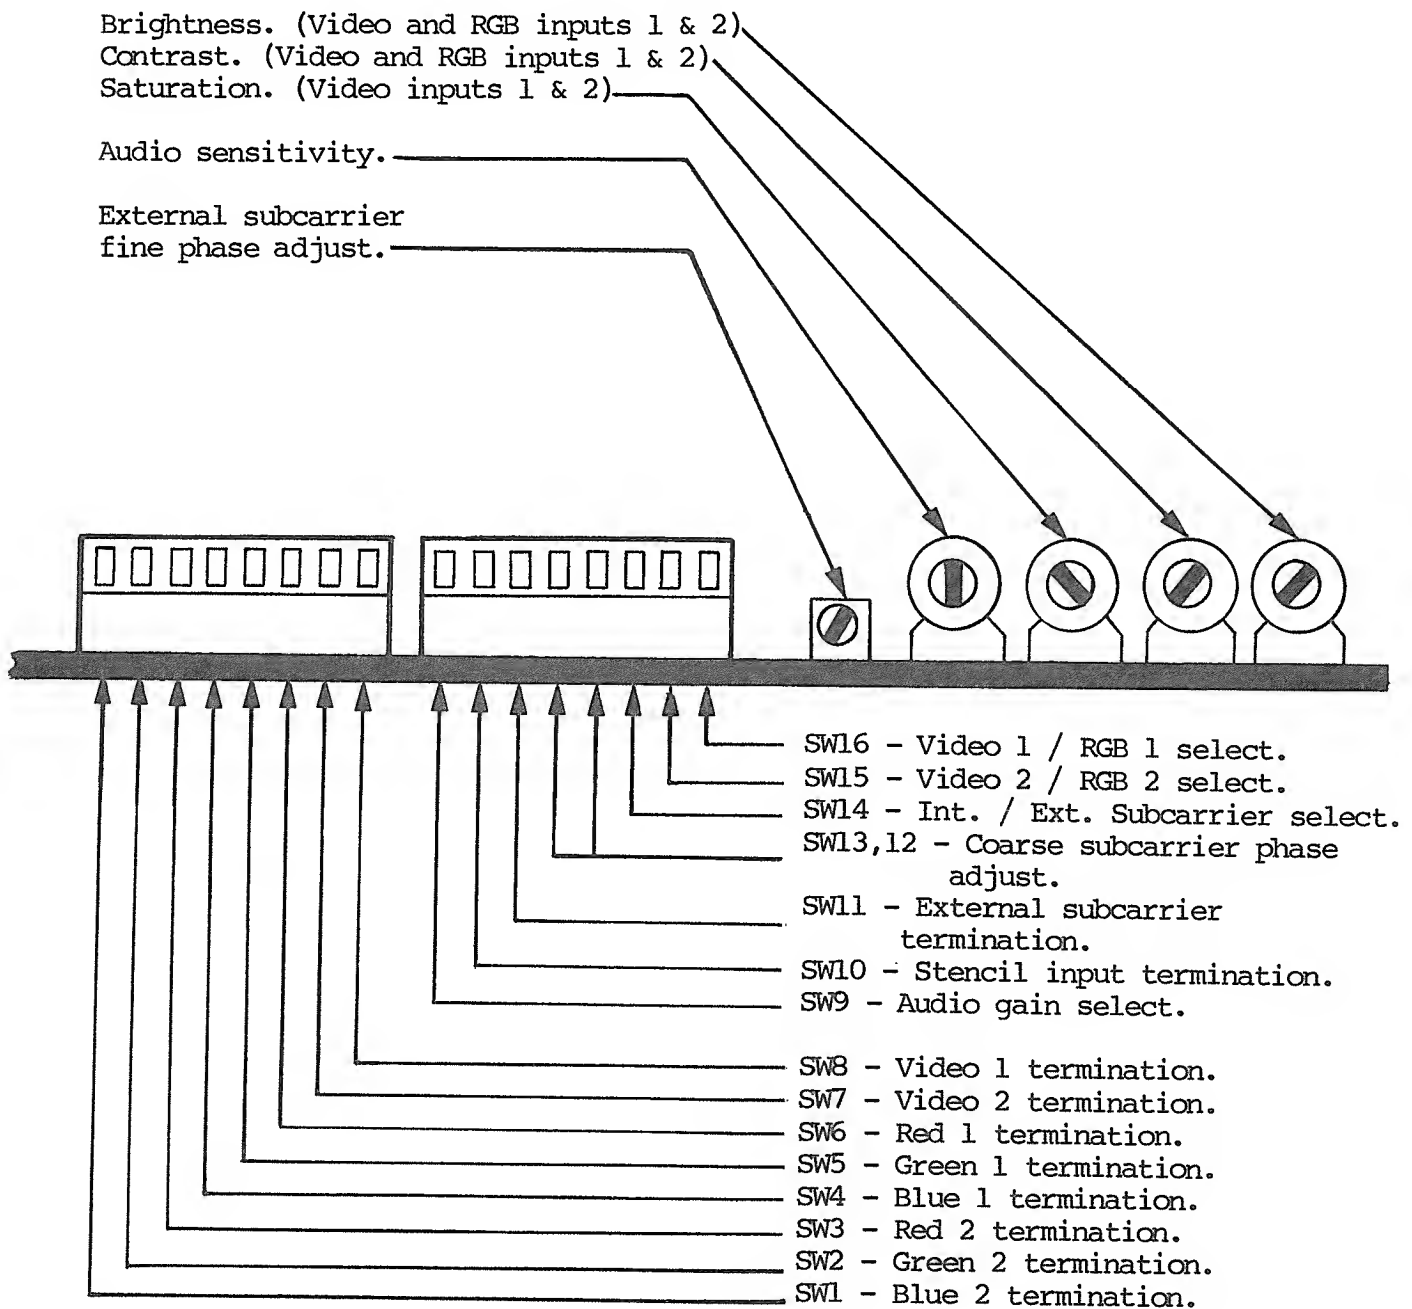 Brightness. (Video and RGB inputs 1 & 2)
Contrast. (Video and RGB inputs 1 & 2)
Saturation. (Video inputs 1 & 2)
Audio sensitivity.
External subcarrier
fine phase adjust.
SW16 - Video 1 / RGB 1 select.
SW15 - Video 2 / RGB 2 select.
SW14 - Int. / Ext. Subcarrier select.
SW13,12 - Coarse subcarrier phase
adjust.
SW11 - External subcarrier
termination.
SW10 - Stencil input termination.
SW9 - Audio gain select.
SW8 - Video 1 termination.
SW7 - Video 2 termination.
SW6 - Red 1 termination.
SW5 - Green 1 termination.
SW4 - Blue 1 termination.
SW3 - Red 2 termination.
SW2 - Green 2 termination.
SW1 - Blue 2 termination.